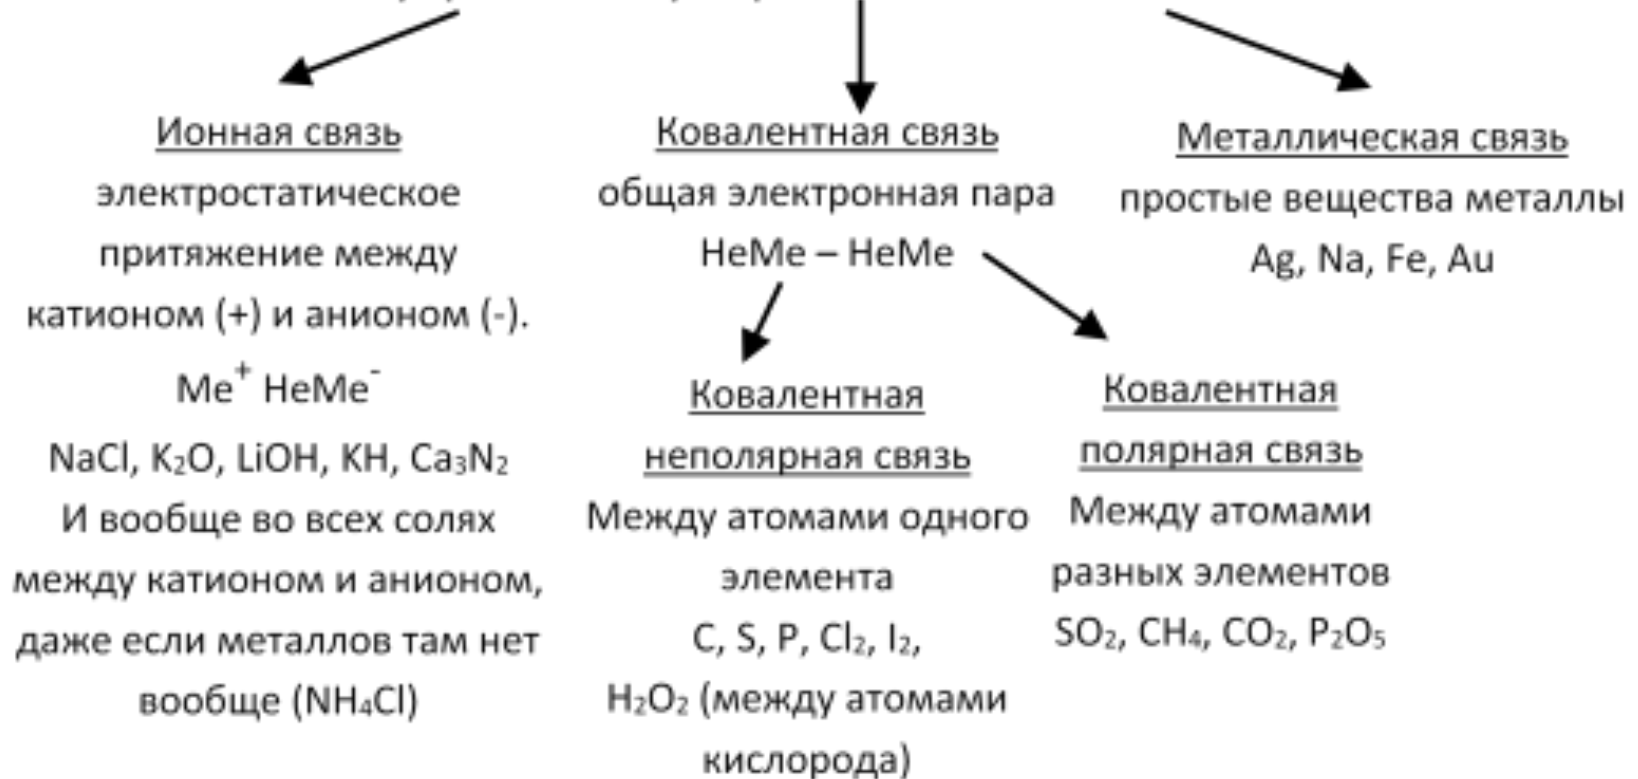 Ионная связь
электростатическое
притяжение между
катионом (+) и анионом (-).
Me⁺ HeMe⁻
NaCl, K₂O, LiOH, KH, Ca₃N₂
И вообще во всех солях
между катионом и анионом,
даже если металлов там нет
вообще (NH₄Cl)
Ковалентная связь
общая электронная пара
HeMe – HeMe
Ковалентная
неполярная связь
Между атомами одного
элемента
C, S, P, Cl₂, I₂,
H₂O₂ (между атомами
кислорода)
Ковалентная
полярная связь
Между атомами
разных элементов
SO₂, CH₄, CO₂, P₂O₅
Металлическая связь
простые вещества металлы
Ag, Na, Fe, Au